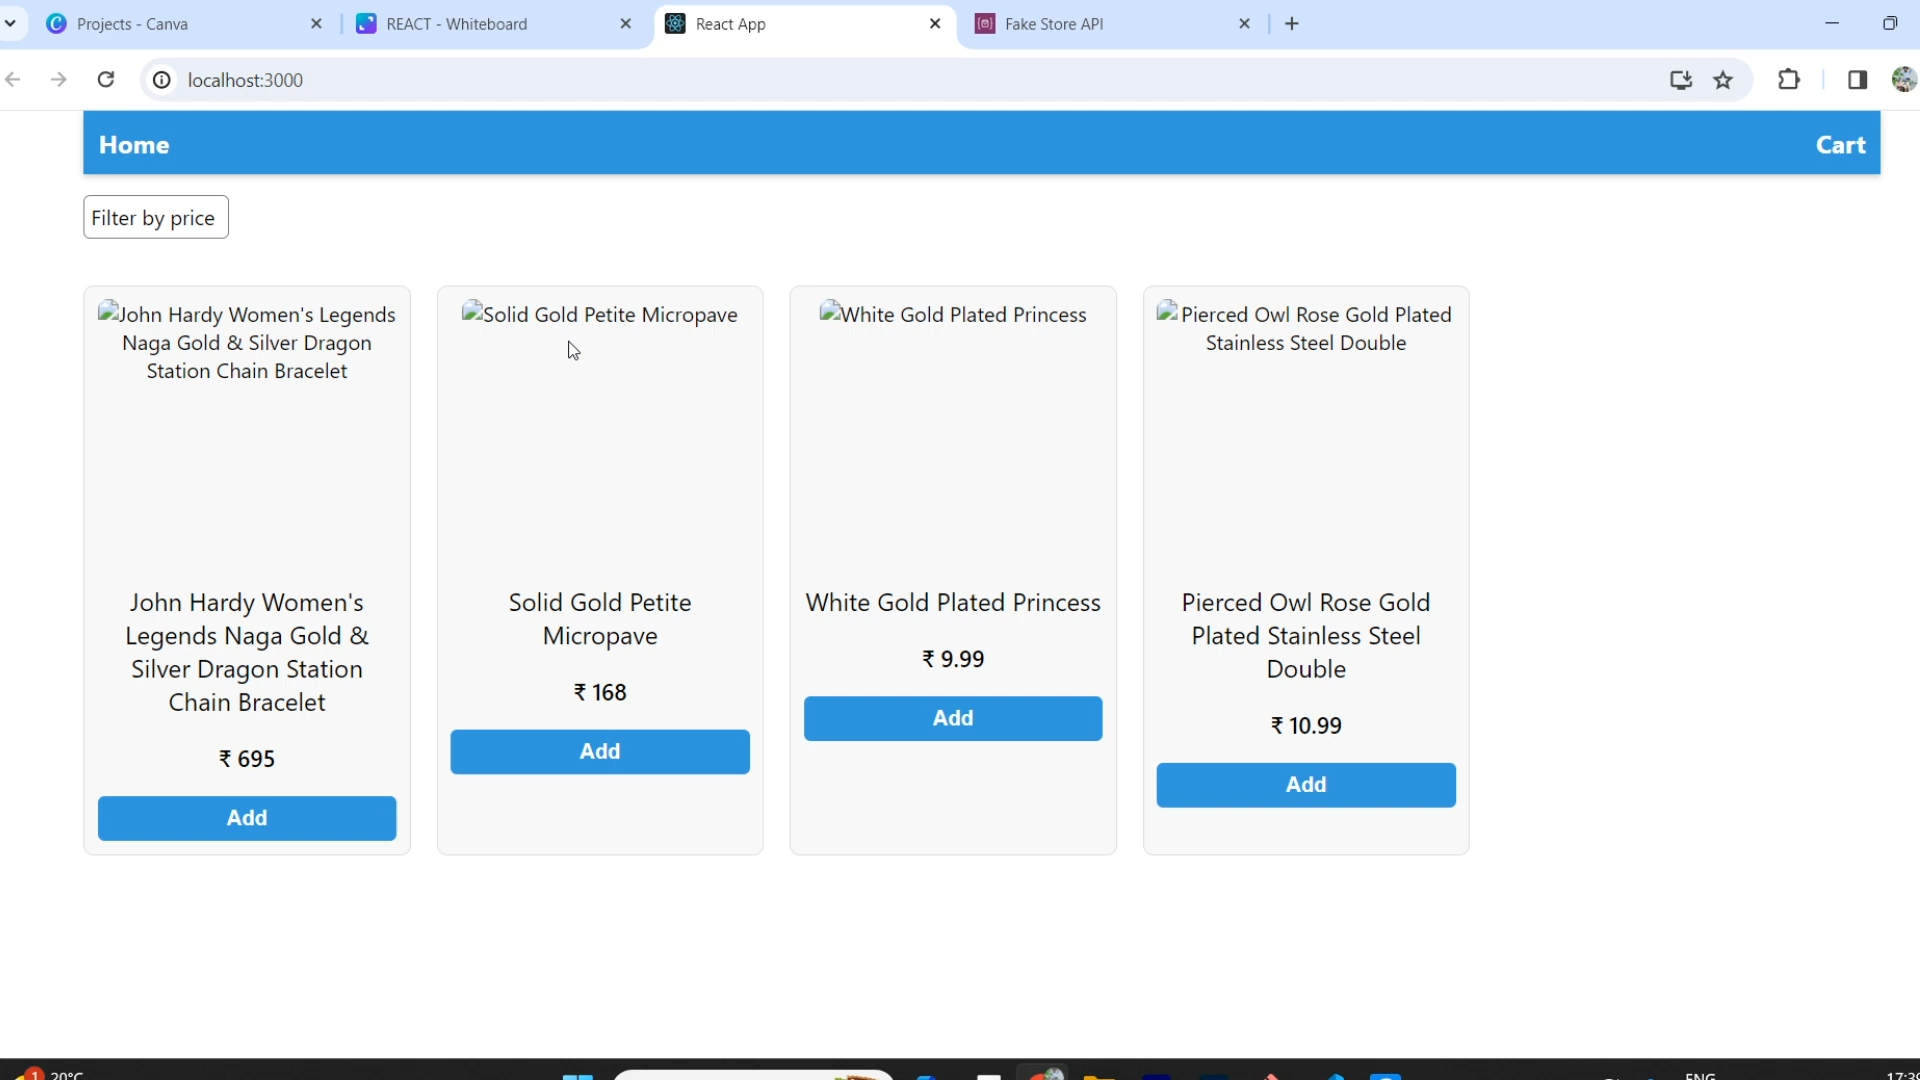 Projects - Canva
REACT - Whiteboard
React App
Fake Store API
localhost:3000
Home
Cart
Filter by price
John Hardy Women's Legends
Naga Gold & Silver Dragon
Station Chain Bracelet
Solid Gold Petite Micropave
White Gold Plated Princess
Pierced Owl Rose Gold Plated
Stainless Steel Double
John Hardy Women's
Legends Naga Gold &
Silver Dragon Station
Chain Bracelet
₹ 695
Add
Solid Gold Petite
Micropave
₹ 168
Add
White Gold Plated Princess
₹ 9.99
Add
Pierced Owl Rose Gold
Plated Stainless Steel
Double
₹ 10.99
Add
1
20°C
ENG